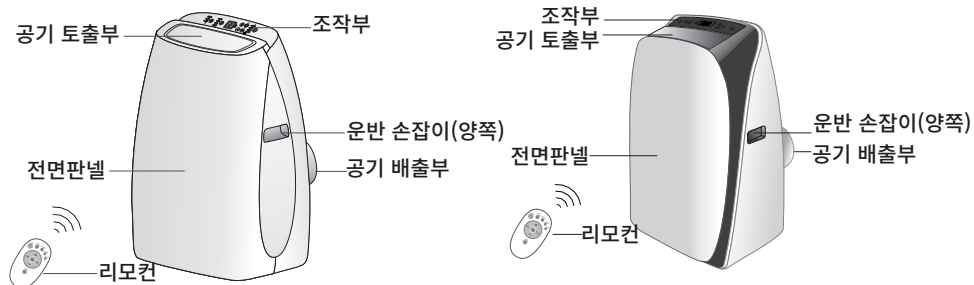 공기 토출부
조작부
운반 손잡이(양쪽)
전면판넬
공기 배출부
리모컨
조작부
공기 토출부
운반 손잡이(양쪽)
전면판넬
공기 배출부
리모컨